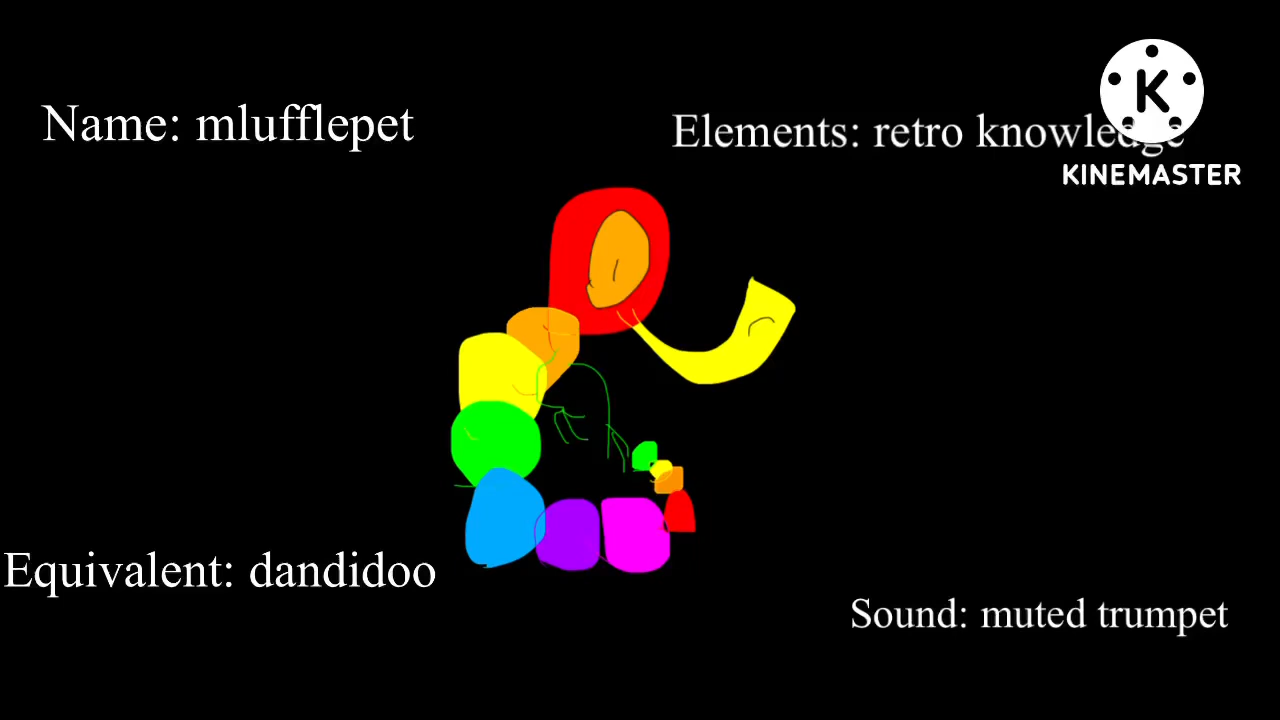 Name: mlufflepet
Elements: retro knowledge
K
KINEMASTER
Equivalent: dandidoo
Sound: muted trumpet